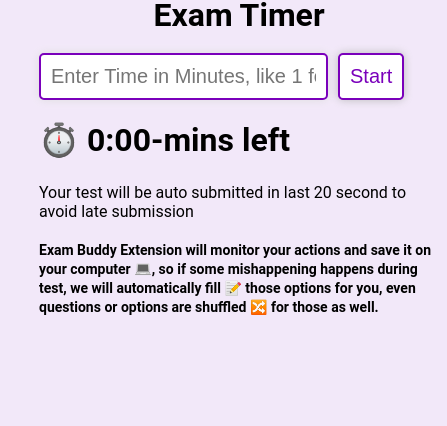 Exam Timer
Enter Time in Minutes, like 1 fo
Start
⏱️ 0:00-mins left
Your test will be auto submitted in last 20 second to
avoid late submission
Exam Buddy Extension will monitor your actions and save it on
your computer 💻, so if some mishappening happens during
test, we will automatically fill 📝 those options for you, even
questions or options are shuffled 🔀 for those as well.